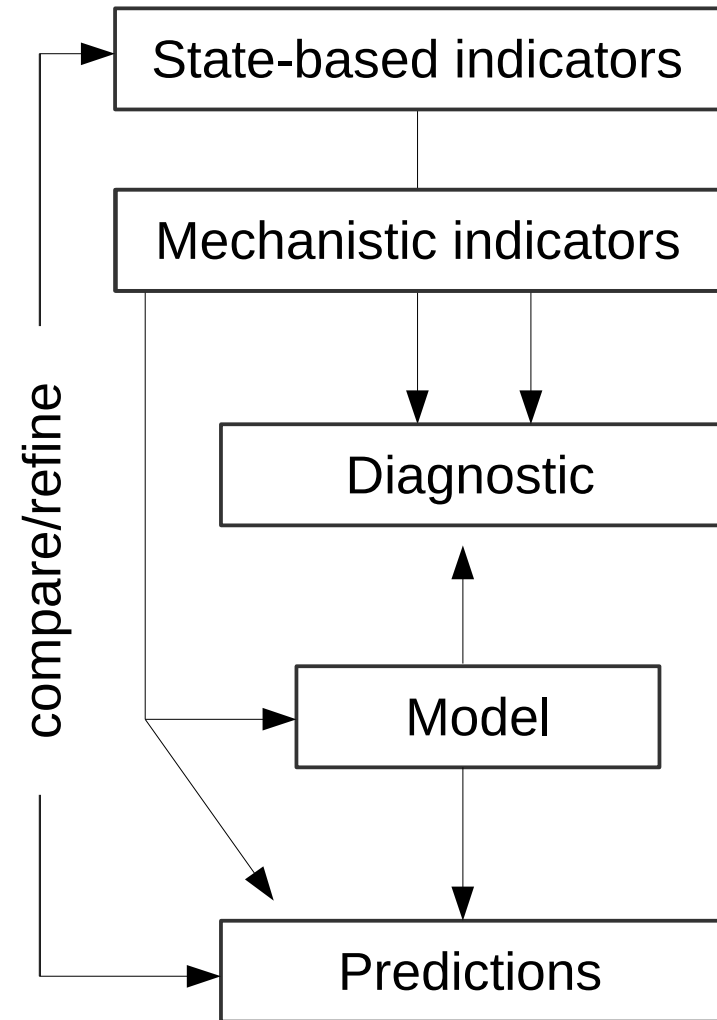 State-based indicators
Mechanistic indicators
compare/refine
Diagnostic
Model
Predictions